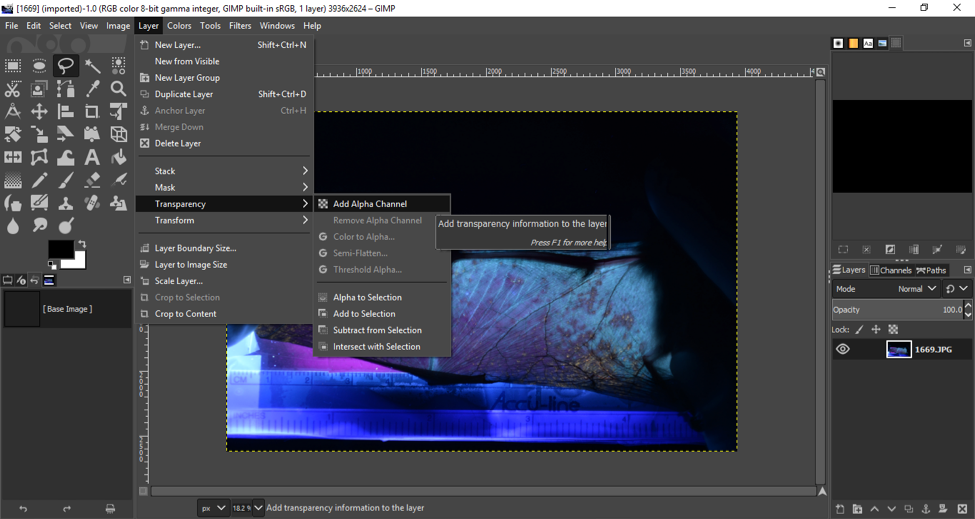 [1669] (imported)-1.0 (RGB color 8-bit gamma integer, GIMP built-in sRGB, 1 layer) 3936x2624 – GIMP
File Edit Select View Image Layer Colors Tools Filters Windows Help
New Layer... Shift+Ctrl+N
New from Visible
New Layer Group
Duplicate Layer Shift+Ctrl+D
Anchor Layer Ctrl+H
Merge Down
Delete Layer
Stack
Mask
Transparency
Transform
Layer Boundary Size...
Layer to Image Size
Scale Layer...
Crop to Selection
Crop to Content
Add Alpha Channel
Remove Alpha Channel
Color to Alpha...
Semi-Flatten...
Threshold Alpha...
Alpha to Selection
Add to Selection
Subtract from Selection
Intersect with Selection
Add transparency information to the layer
Press F1 for more help
[Base Image]
1000 1500 2000 2500 3000 3500 4000
Layers Channels Paths
Mode Normal
Opacity 100.0
Lock:
1669.JPG
px 18.2 Add transparency information to the layer